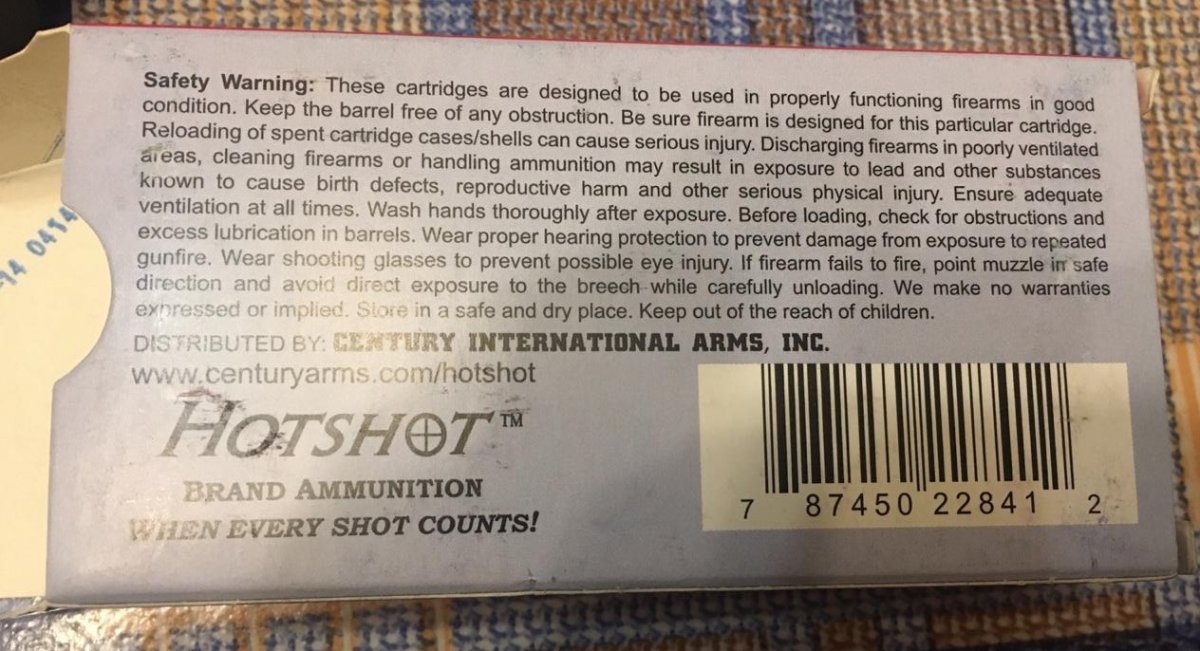 Safety Warning: These cartridges are designed to be used in properly functioning firearms in good
condition. Keep the barrel free of any obstruction. Be sure firearm is designed for this particular cartridge.
Reloading of spent cartridge cases/shells can cause serious injury. Discharging firearms in poorly ventilated
areas, cleaning firearms or handling ammunition may result in exposure to lead and other substances
known to cause birth defects, reproductive harm and other serious physical injury. Ensure adequate
ventilation at all times. Wash hands thoroughly after exposure. Before loading, check for obstructions and
excess lubrication in barrels. Wear proper hearing protection to prevent damage from exposure to repeated
gunfire. Wear shooting glasses to prevent possible eye injury. If firearm fails to fire, point muzzle in safe
direction and avoid direct exposure to the breech while carefully unloading. We make no warranties
expressed or implied. Store in a safe and dry place. Keep out of the reach of children.
DISTRIBUTED BY: CENTURY INTERNATIONAL ARMS, INC.
www.centuryarms.com/hotshot
HOTSHOT™
BRAND AMMUNITION
WHEN EVERY SHOT COUNTS!
7 87450 22841 2
0414